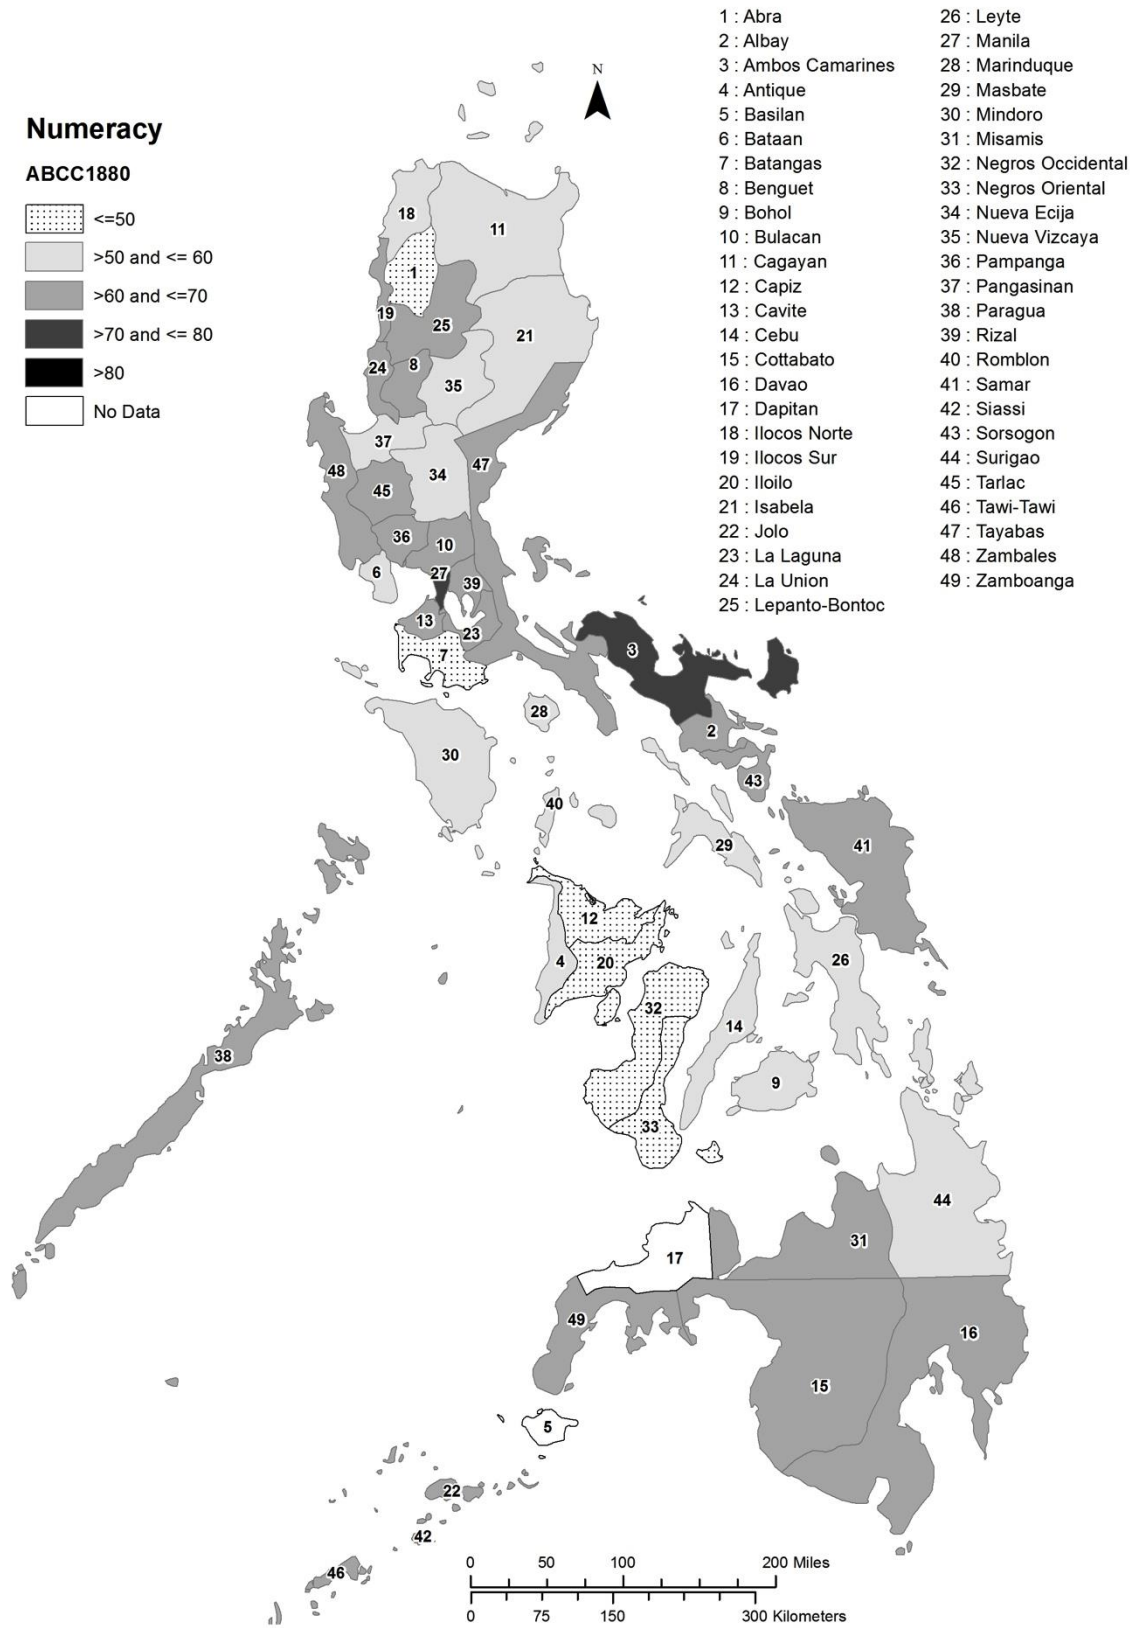 Numeracy
ABCC1880
<=50
>50 and <= 60
>60 and <=70
>70 and <= 80
>80
No Data
N
1 : Abra
2 : Albay
3 : Ambos Camarines
4 : Antique
5 : Basilan
6 : Bataan
7 : Batangas
8 : Benguet
9 : Bohol
10 : Bulacan
11 : Cagayan
12 : Capiz
13 : Cavite
14 : Cebu
15 : Cottabato
16 : Davao
17 : Dapitan
18 : Ilocos Norte
19 : Ilocos Sur
20 : Iloilo
21 : Isabela
22 : Jolo
23 : La Laguna
24 : La Union
25 : Lepanto-Bontoc
26 : Leyte
27 : Manila
28 : Marinduque
29 : Masbate
30 : Mindoro
31 : Misamis
32 : Negros Occidental
33 : Negros Oriental
34 : Nueva Ecija
35 : Nueva Vizcaya
36 : Pampanga
37 : Pangasinan
38 : Paragua
39 : Rizal
40 : Romblon
41 : Samar
42 : Siassi
43 : Sorsogon
44 : Surigao
45 : Tarlac
46 : Tawi-Tawi
47 : Tayabas
48 : Zambales
49 : Zamboanga
18
11
1
19
25
21
24
8
35
37
34
47
48
45
36
10
6
27
39
13
23
7
3
28
2
30
43
40
29
41
12
4
20
26
32
14
38
9
33
44
31
17
49
16
15
5
22
42
46
0 50 100 200 Miles
0 75 150 300 Kilometers